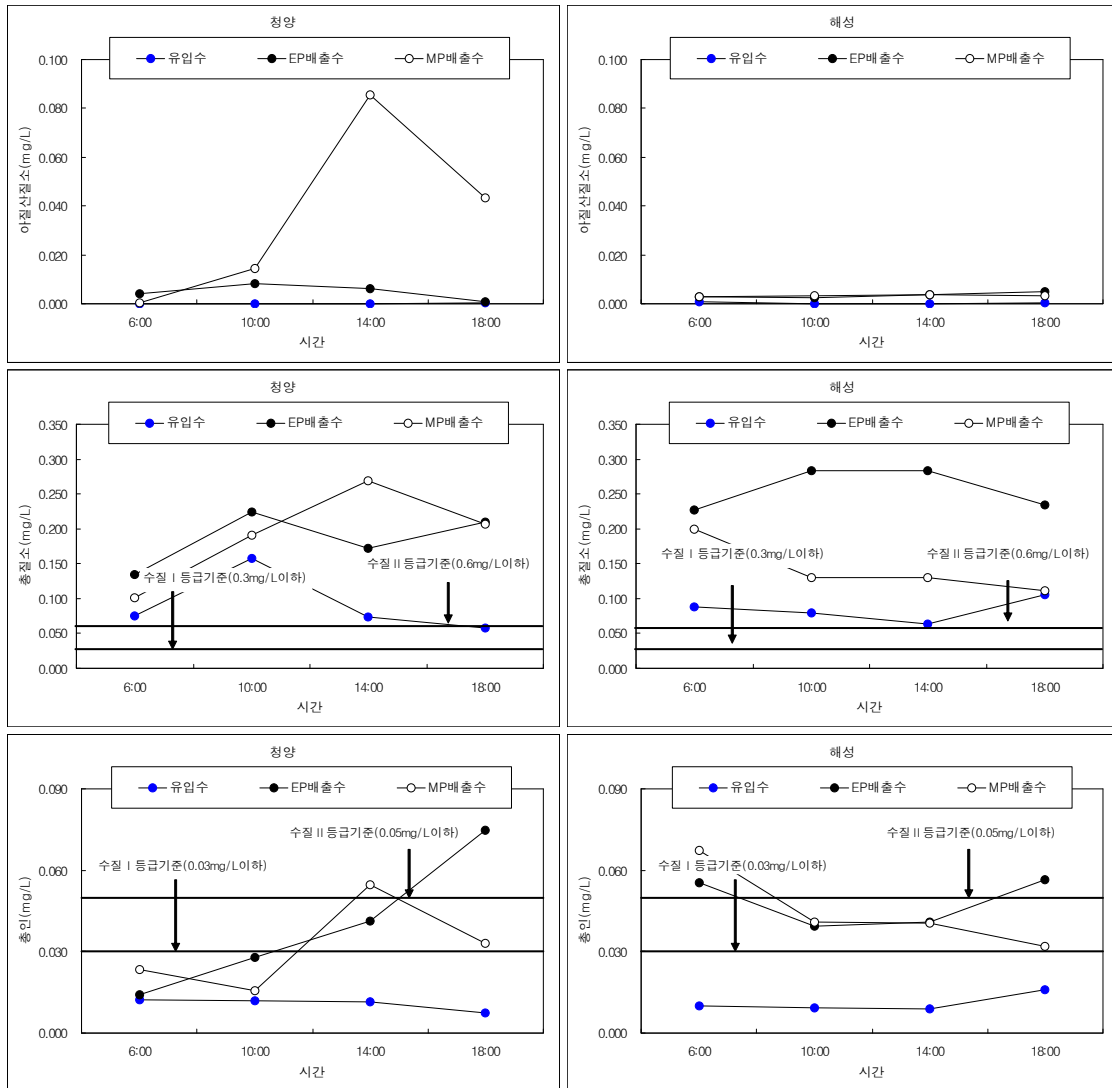 청양
유입수 EP배출수 MP배출수
0.100
0.080
0.060
0.040
0.020
0.000
아질산질소(mg/L)
6:00 10:00 14:00 18:00
시간
해성
유입수 EP배출수 MP배출수
0.100
0.080
0.060
0.040
0.020
0.000
아질산질소(mg/L)
6:00 10:00 14:00 18:00
시간
청양
유입수 EP배출수 MP배출수
0.350
0.300
0.250
0.200
0.150
0.100
0.050
0.000
총질소(mg/L)
수질Ⅱ등급기준(0.6mg/L이하)
수질Ⅰ등급기준(0.3mg/L이하)
6:00 10:00 14:00 18:00
시간
해성
유입수 EP배출수 MP배출수
0.350
0.300
0.250
0.200
0.150
0.100
0.050
0.000
총질소(mg/L)
수질Ⅰ등급기준(0.3mg/L이하) 수질Ⅱ등급기준(0.6mg/L이하)
6:00 10:00 14:00 18:00
시간
청양
유입수 EP배출수 MP배출수
0.090
0.060
0.030
0.000
총인(mg/L)
수질Ⅱ등급기준(0.05mg/L이하)
수질Ⅰ등급기준(0.03mg/L이하)
6:00 10:00 14:00 18:00
시간
해성
유입수 EP배출수 MP배출수
0.090
0.060
0.030
0.000
총인(mg/L)
수질Ⅱ등급기준(0.05mg/L이하)
수질Ⅰ등급기준(0.03mg/L이하)
6:00 10:00 14:00 18:00
시간